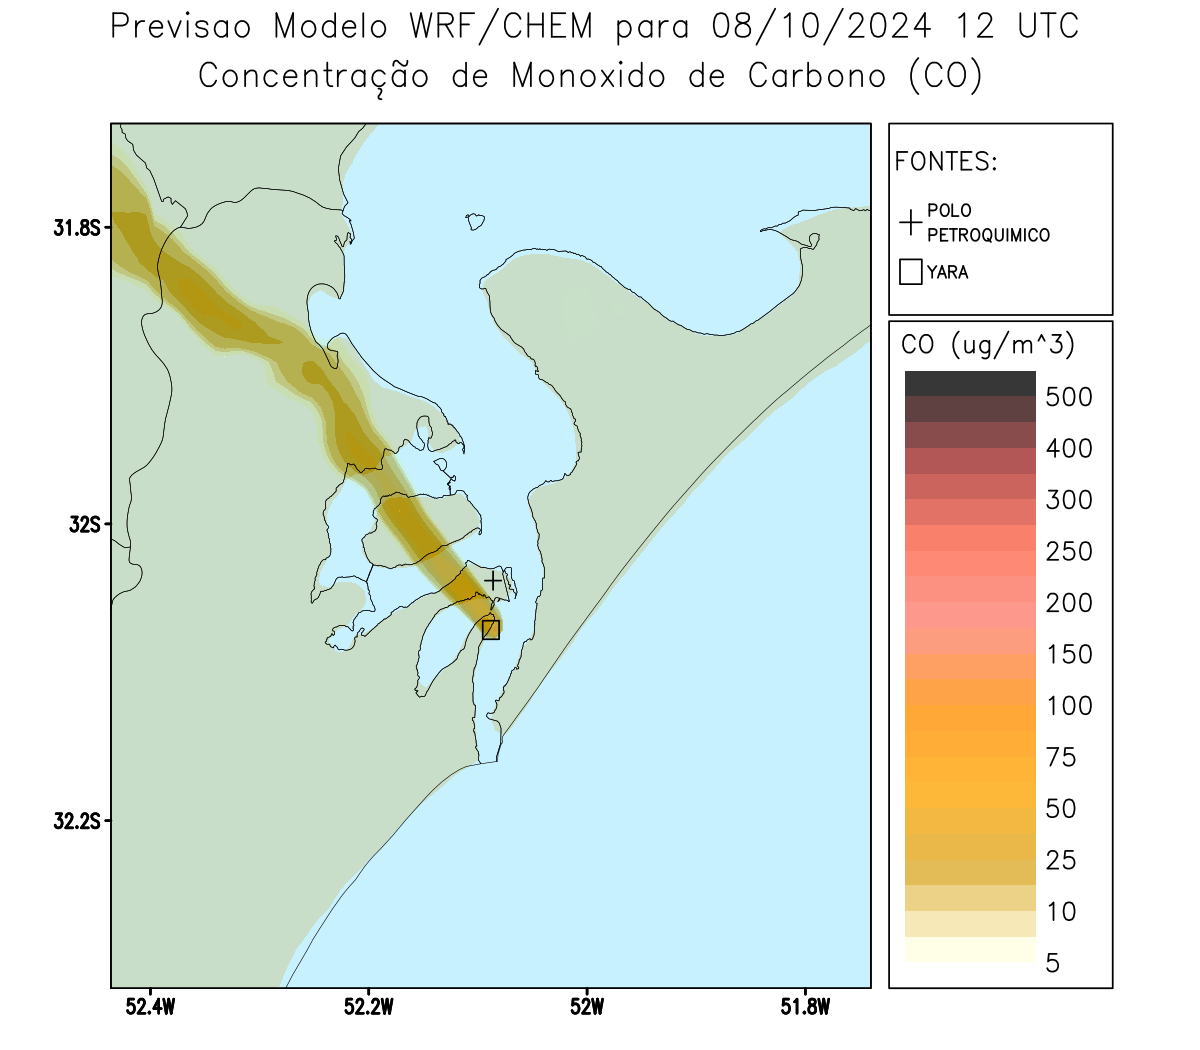 Previsao Modelo WRF/CHEM para 08/10/2024 12 UTC
Concentração de Monoxido de Carbono (CO)
FONTES:
POLO
PETROQUIMICO
YARA
CO (ug/m^3)
500
400
300
250
200
150
100
75
50
25
10
5
31.8S
32S
32.2S
52.4W
52.2W
52W
51.8W